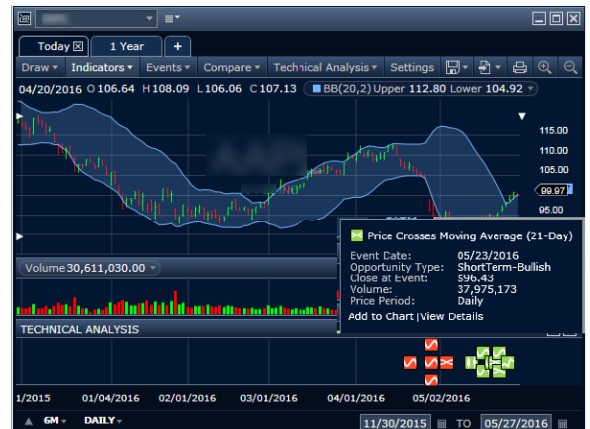 Today 1 Year +
Draw Indicators Events Compare Technical Analysis Settings
04/20/2016 O 106.64 H 108.09 L 106.06 C 107.13 BB(20,2) Upper 112.80 Lower 104.92
115.00
110.00
105.00
99.97
95.00
Price Crosses Moving Average (21-Day)
Event Date: 05/23/2016
Opportunity Type: ShortTerm-Bullish
Close at Event: $96.43
Volume: 37,975,173
Price Period: Daily
Add to Chart |View Details
Volume 30,611,030.00
TECHNICAL ANALYSIS
1/2015 01/04/2016 02/01/2016 03/01/2016 04/01/2016 05/02/2016
6M DAILY 11/30/2015 TO 05/27/2016